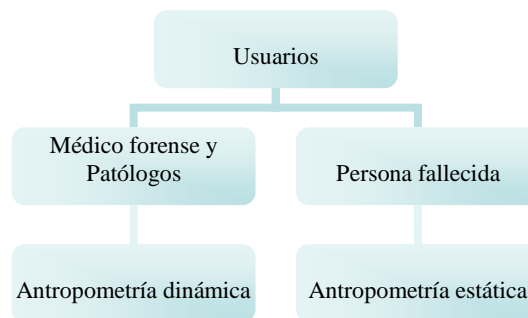 Usuarios
Médico forense y
Patólogos
Persona fallecida
Antropometría dinámica
Antropometría estática